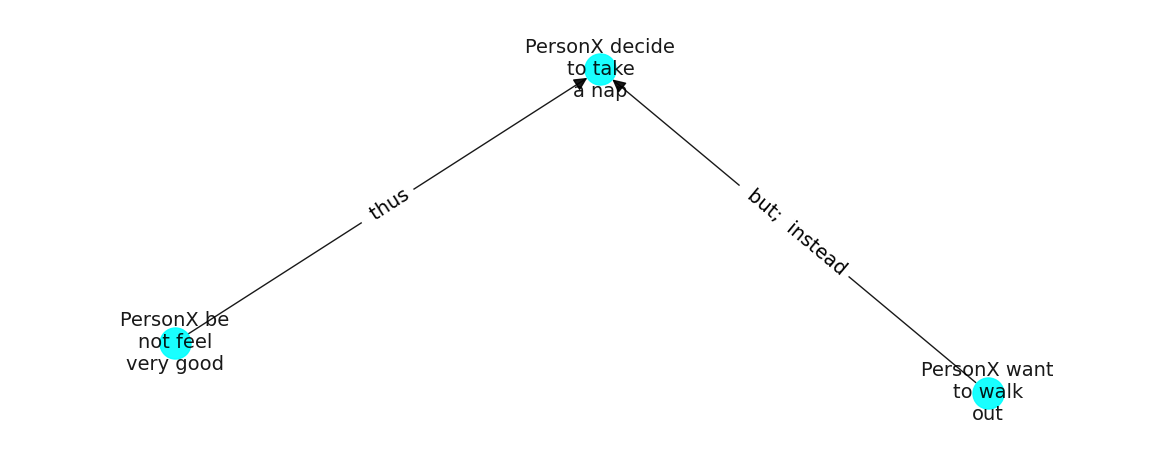 PersonX decide
to take
a nap
thus
but;  instead
PersonX be
not feel
very good
PersonX want
to walk
out